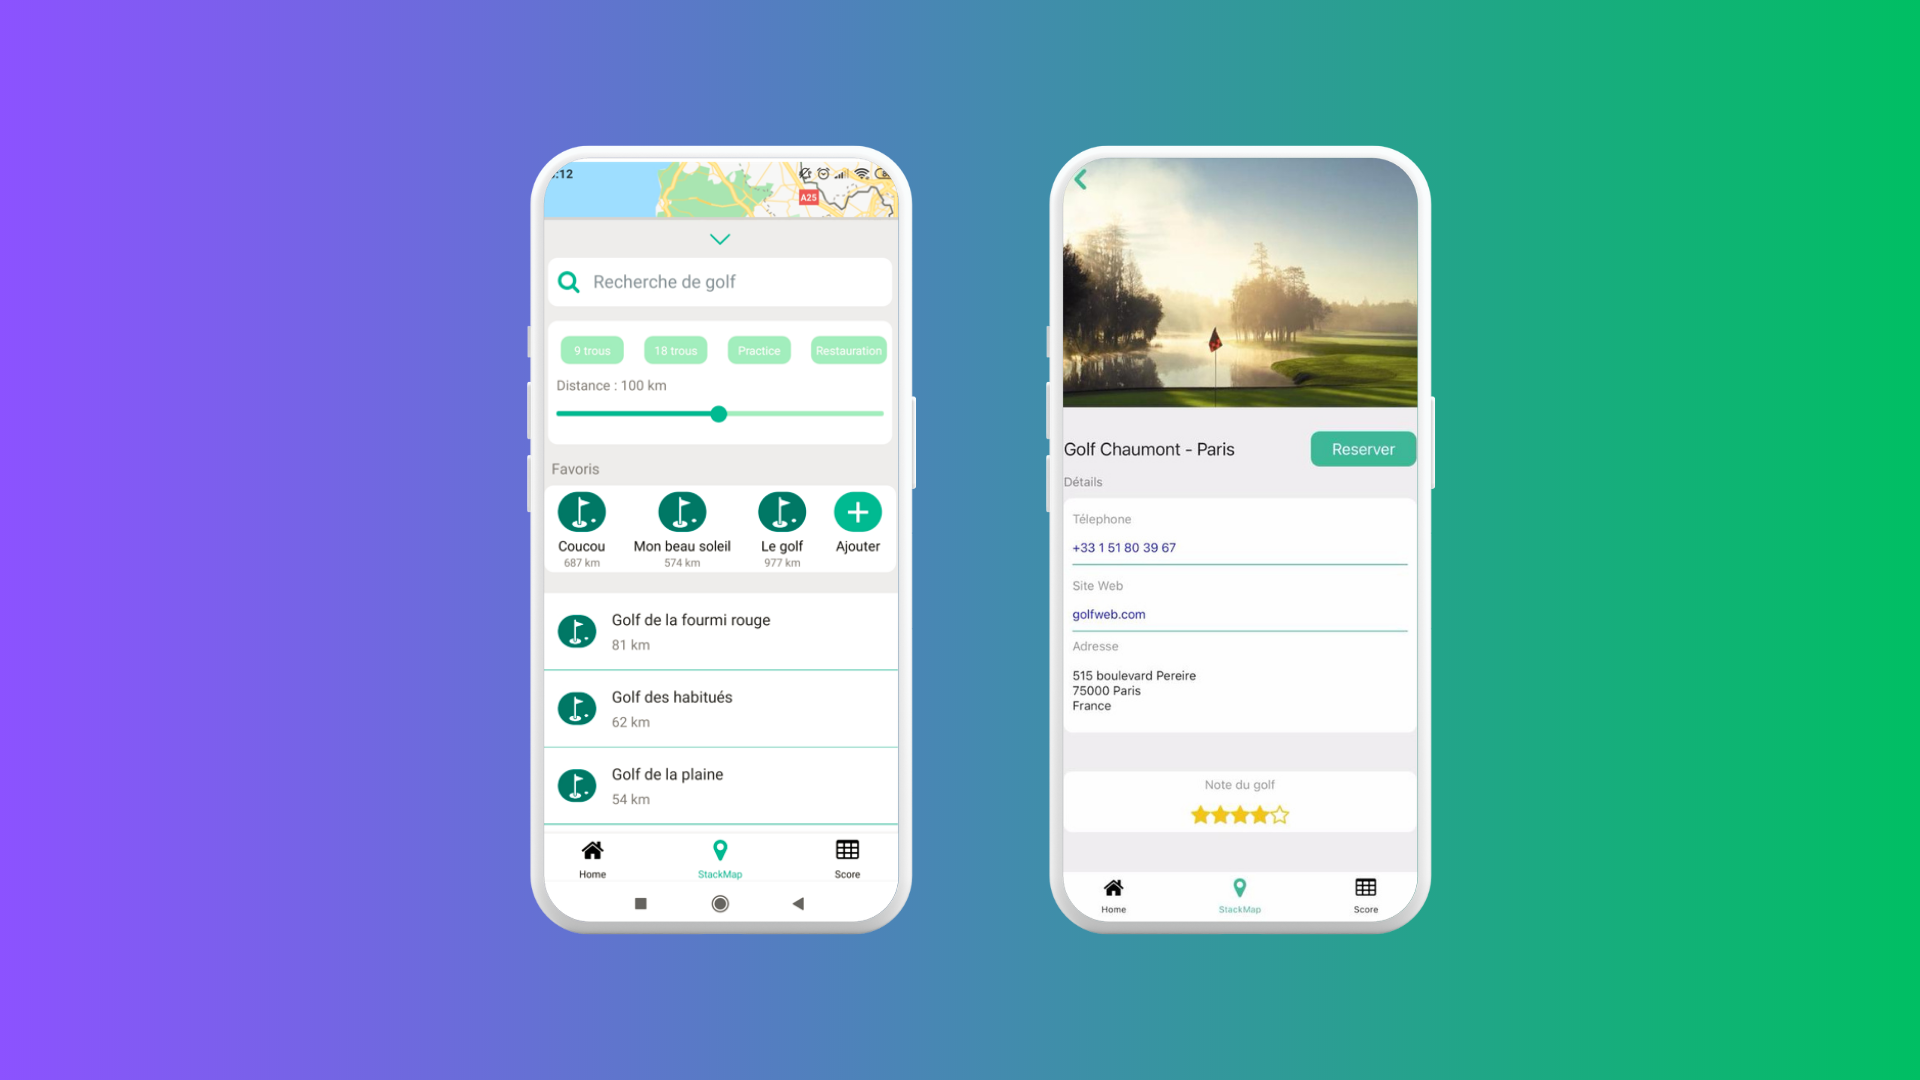 :12
A25
Recherche de golf
9 trous 18 trous Practice Restauration
Distance : 100 km
Favoris
Coucou Mon beau soleil Le golf Ajouter
687 km 574 km 977 km
Golf de la fourmi rouge
81 km
Golf des habitués
62 km
Golf de la plaine
54 km
Home StackMap Score
Golf Chaumont - Paris
Reserver
Détails
Télephone
+33 1 51 80 39 67
Site Web
golfweb.com
Adresse
515 boulevard Pereire
75000 Paris
France
Note du golf
Home StackMap Score